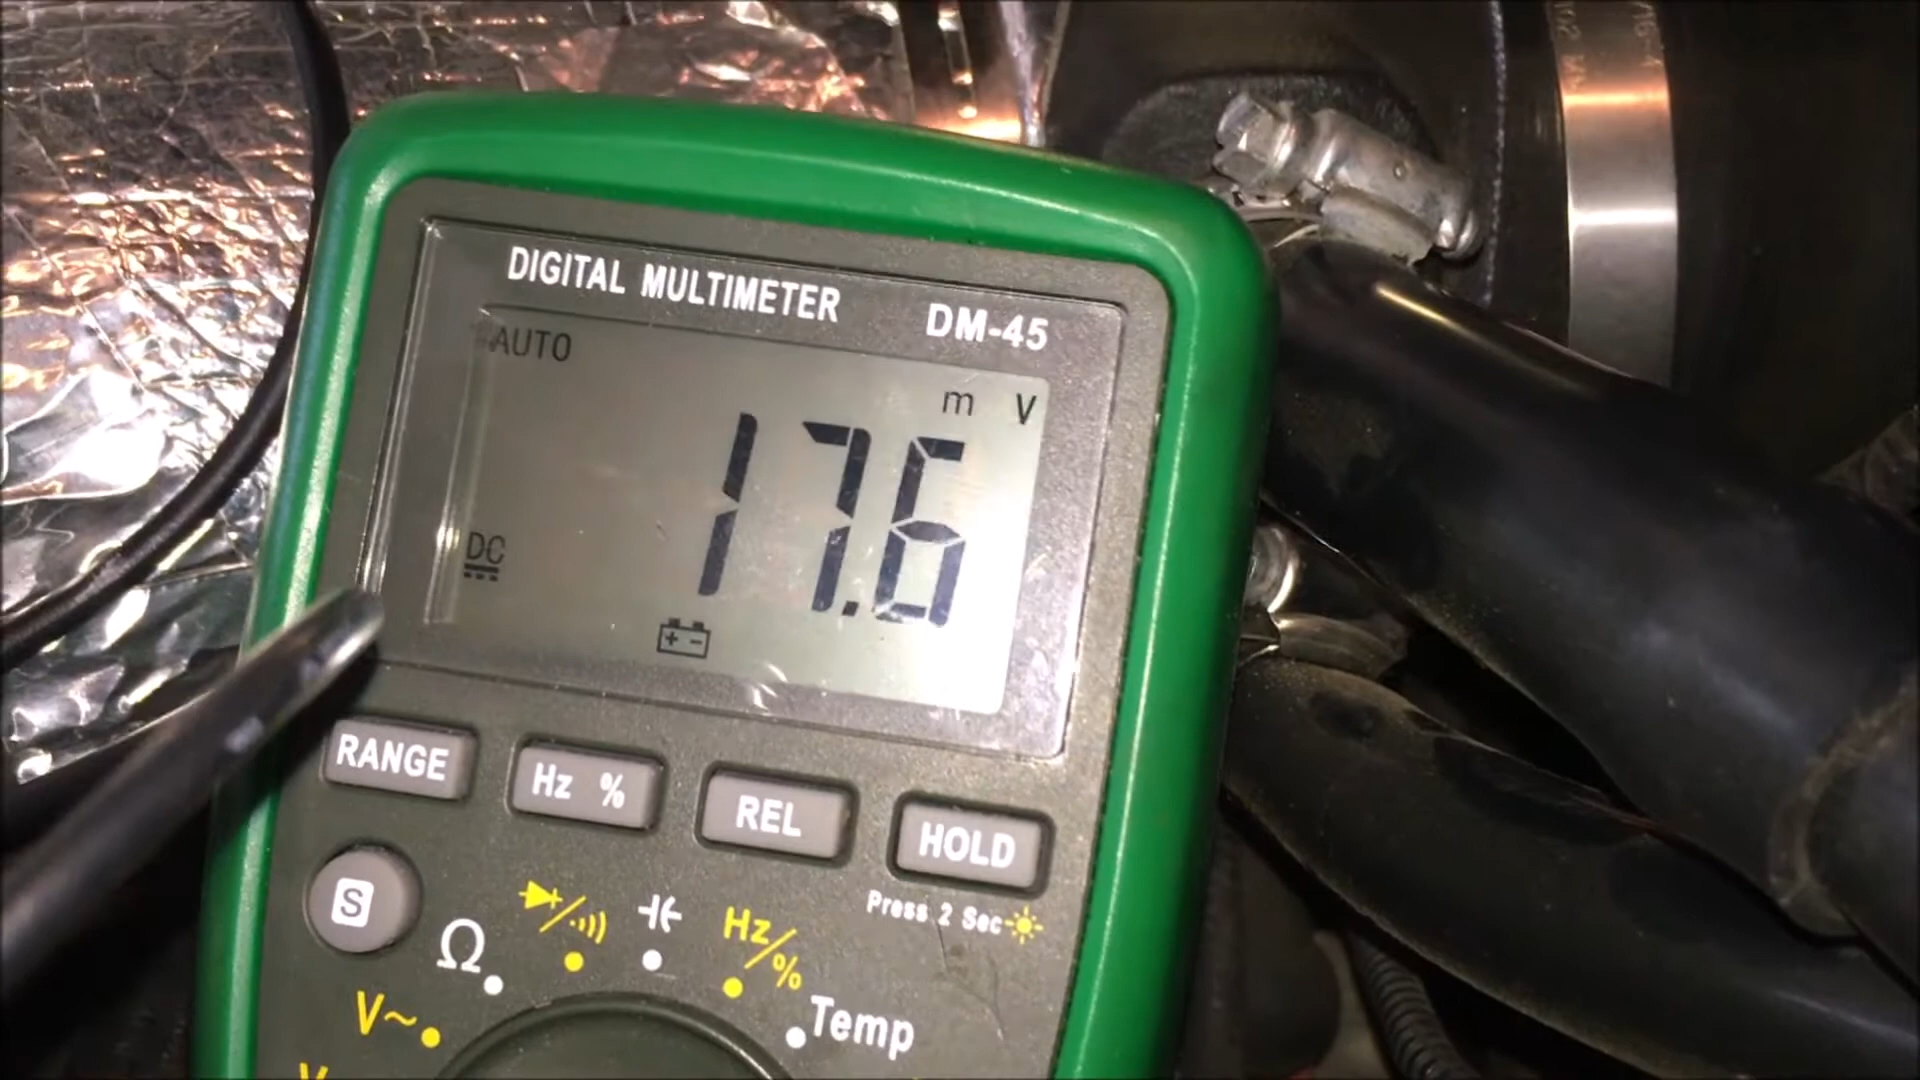 DIGITAL MULTIMETER DM-45
AUTO
m V
17.6
DC
+ -
RANGE
Hz %
REL
HOLD
Press 2 Sec
S
Ω
Hz/%
V~
Temp